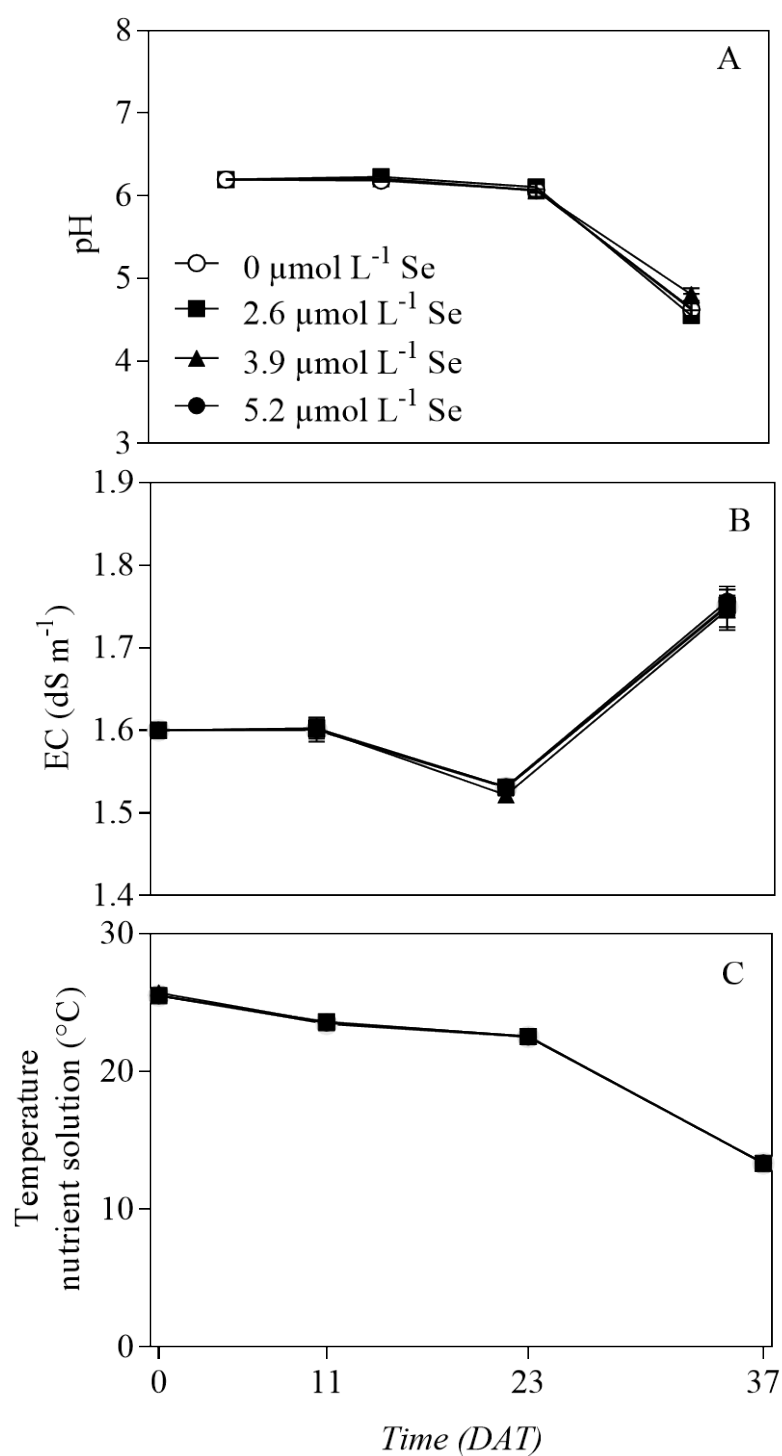 8
A
7
6
pH
5
4
3
0 µmol L⁻¹ Se
2.6 µmol L⁻¹ Se
3.9 µmol L⁻¹ Se
5.2 µmol L⁻¹ Se
1.9
B
1.8
1.7
EC (dS m⁻¹)
1.6
1.5
1.4
30
C
20
Temperature
nutrient solution (°C)
10
0
0 11 23 37
Time (DAT)